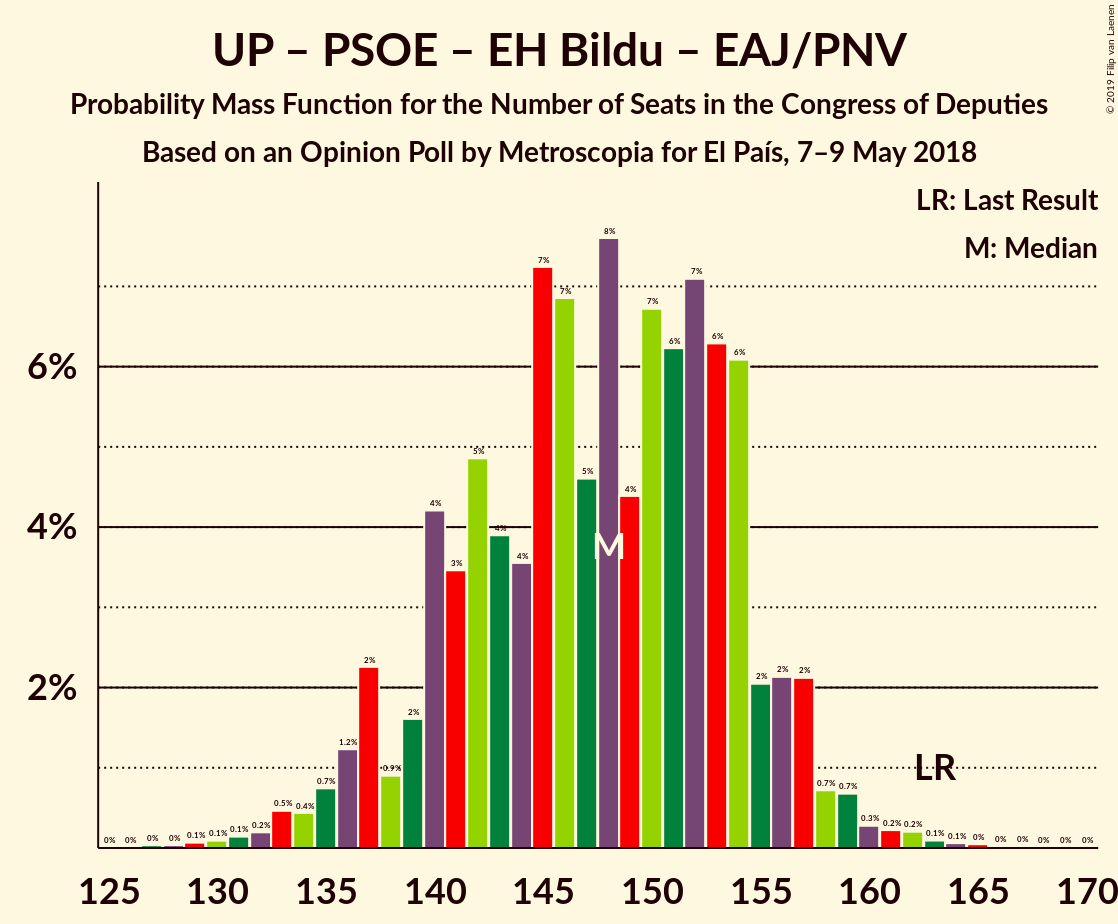 UP – PSOE – EH Bildu – EAJ/PNV
Probability Mass Function for the Number of Seats in the Congress of Deputies
Based on an Opinion Poll by Metroscopia for El País, 7–9 May 2018
© 2019 Filip van Laenen
LR: Last Result
M: Median
6%
4%
2%
0% 0% 0% 0% 0.1% 0.1% 0.1% 0.2% 0.5% 0.4% 0.7% 1.2% 2% 0.9% 2% 4% 3% 5% 4% 4% 7% 7% 5% 8% 4% 7% 6% 7% 6% 6% 2% 2% 2% 0.7% 0.7% 0.3% 0.2% 0.2% 0.1% 0.1% 0% 0% 0% 0% 0% 0%
M
LR
125 130 135 140 145 150 155 160 165 170